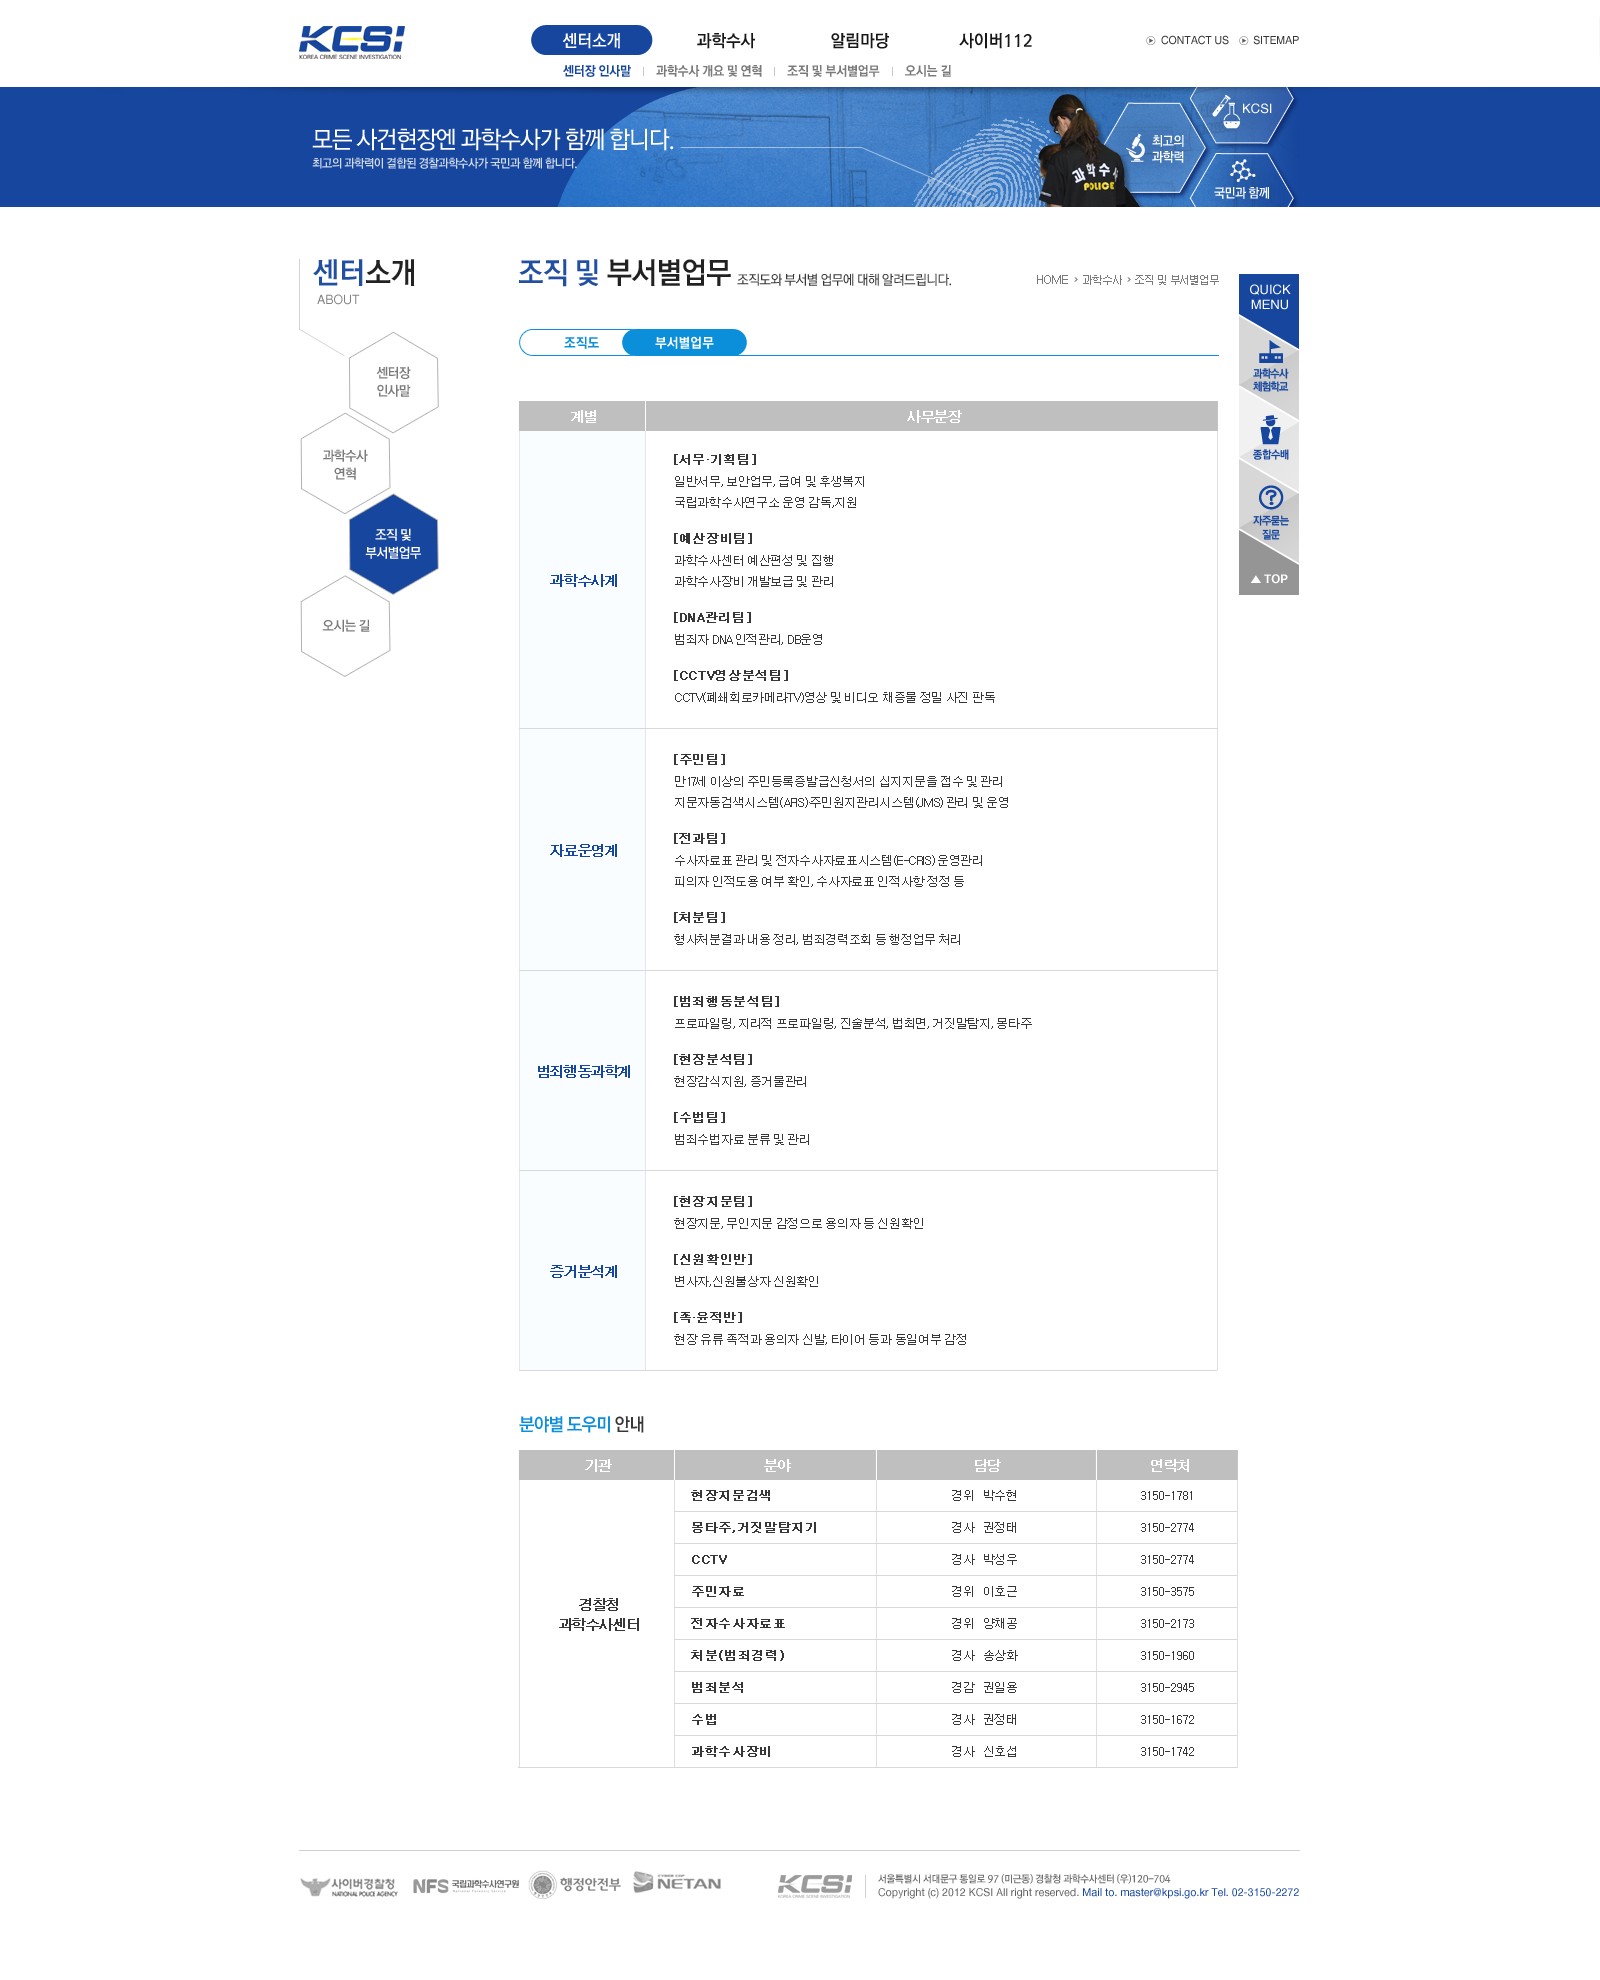 KCSI
KOREA CRIME SCENE INVESTIGATION
센터소개 과학수사 알림마당 사이버112
CONTACT US SITEMAP
센터장 인사말 과학수사 개요 및 연혁 조직 및 부서별업무 오시는 길
모든 사건현장엔 과학수사가 함께 합니다.
최고의 과학력이 결합된 경찰과학수사가 국민과 함께 합니다.
과학수사
POLICE
최고의
과학력
KCSI
국민과 함께
센터소개
ABOUT
센터장
인사말
과학수사
연혁
조직 및
부서별업무
오시는 길
조직 및 부서별업무 조직도와 부서별 업무에 대해 알려드립니다.
HOME > 과학수사 > 조직 및 부서별업무
조직도 부서별업무
QUICK
MENU
과학수사
체험학교
종합수배
자주묻는
질문
▲ TOP
계별 사무분장
과학수사계
[서무·기획팀]
일반서무, 보안업무, 급여 및 후생복지
국립과학수사연구소 운영 감독,지원
[예산장비팀]
과학수사센터 예산편성 및 집행
과학수사장비 개발보급 및 관리
[DNA관리팀]
범죄자 DNA 인적관리, DB운영
[CCTV영상분석팀]
CCTV(폐쇄회로카메라TV)영상 및 비디오 채증물 정밀 사진 판독
자료운영계
[주민팀]
만17세 이상의 주민등록증발급신청서의 십지지문을 접수 및 관리
지문자동검색시스템(AFIS)주민원지관리시스템(IJMS) 관리 및 운영
[전과팀]
수사자료표 관리 및 전자수사자료표시스템(E-CRIS) 운영관리
피의자 인적도용 여부 확인, 수사자료표 인적사항 정정 등
[처분팀]
형사처분결과 내용 정리, 범죄경력조회 등 행정업무 처리
범죄행동과학계
[범죄행동분석팀]
프로파일링, 지리적 프로파일링, 진술분석, 법최면, 거짓말탐지, 몽타주
[현장분석팀]
현장감식지원, 증거물관리
[수법팀]
범죄수법자료 분류 및 관리
증거분석계
[현장지문팀]
현장지문, 무인지문 감정으로 용의자 등 신원확인
[신원확인반]
변사자,신원불상자 신원확인
[족·윤적반]
현장 유류 족적과 용의자 신발, 타이어 등과 동일여부 감정
분야별 도우미 안내
기관 분야 담당 연락처
경찰청
과학수사센터
현장지문검색 경위 박수현 3150-1781
몽타주,거짓말탐지기 경사 권정태 3150-2774
CCTV 경사 박성우 3150-2774
주민자료 경위 이호근 3150-3575
전자수사자료표 경위 양채공 3150-2173
처분(범죄경력) 경사 송상화 3150-1960
범죄분석 경감 권일용 3150-2945
수법 경사 권정태 3150-1672
과학수사장비 경사 신호섭 3150-1742
사이버경찰청
NATIONAL POLICE AGENCY
NFS 국립과학수사연구원
행정안전부
NETAN
KCSI
서울특별시 서대문구 통일로 97 (미근동) 경찰청 과학수사센터 (우)120-704
Copyright (c) 2012 KCSI All right reserved. Mail to. master@kpsi.go.kr Tel. 02-3150-2272